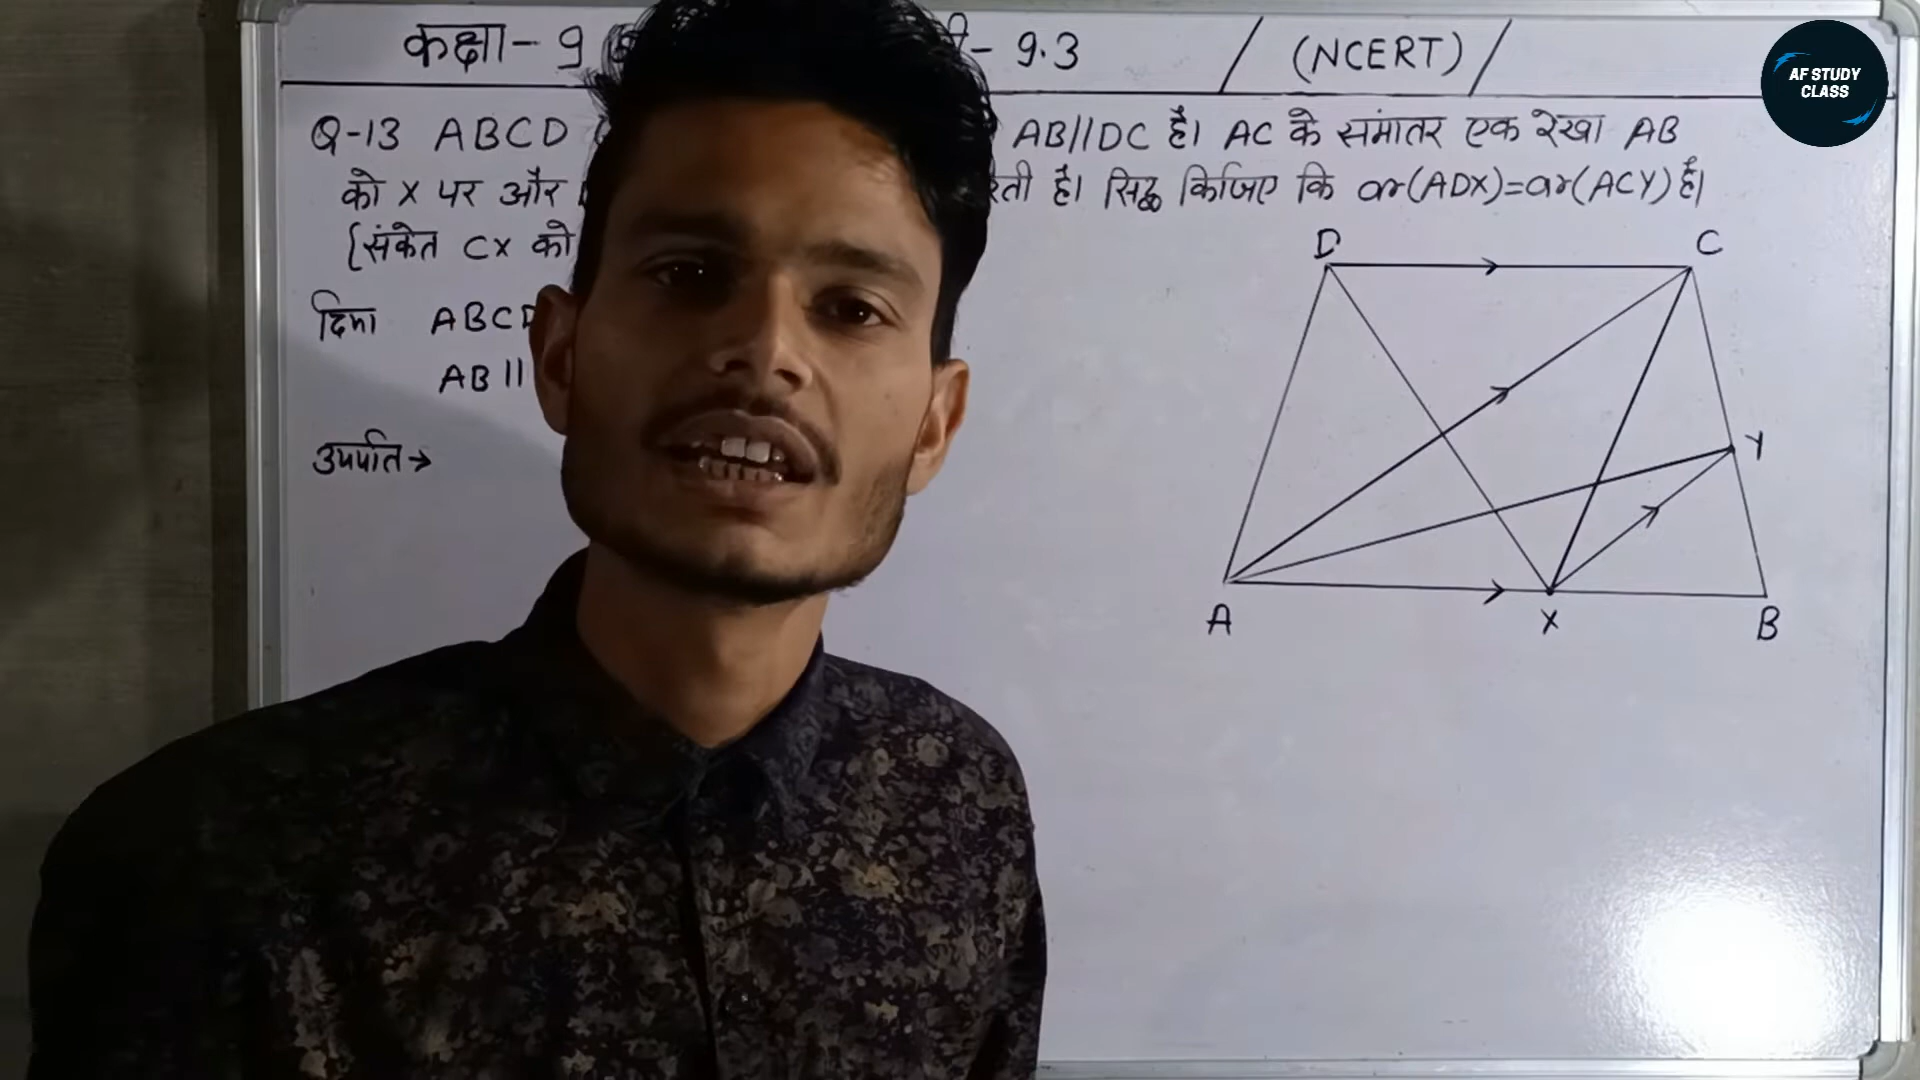 कक्षा- 9 - 9.3 / (NCERT) /
AF STUDY
CLASS
Q-13 ABCD AB//DC है। AC के समांतर एक रेखा AB
को X पर और रती है। सिद्ध किजिए कि ar(ADX)=ar(ACY) है।
{संकेत CX को
D C
ABCD
AB ||
Y
A X B